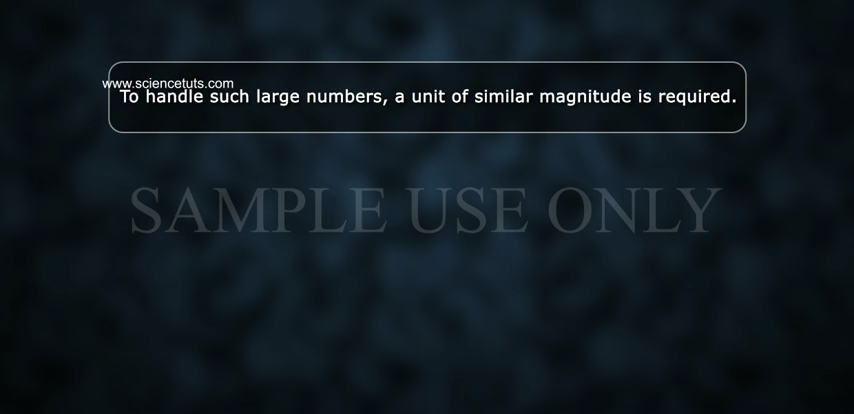 www.sciencetuts.com
To handle such large numbers, a unit of similar magnitude is required.
SAMPLE USE ONLY